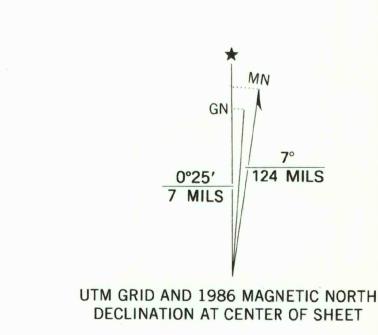 ★
MN
GN
7°
124 MILS
0°25′
7 MILS
UTM GRID AND 1986 MAGNETIC NORTH
DECLINATION AT CENTER OF SHEET